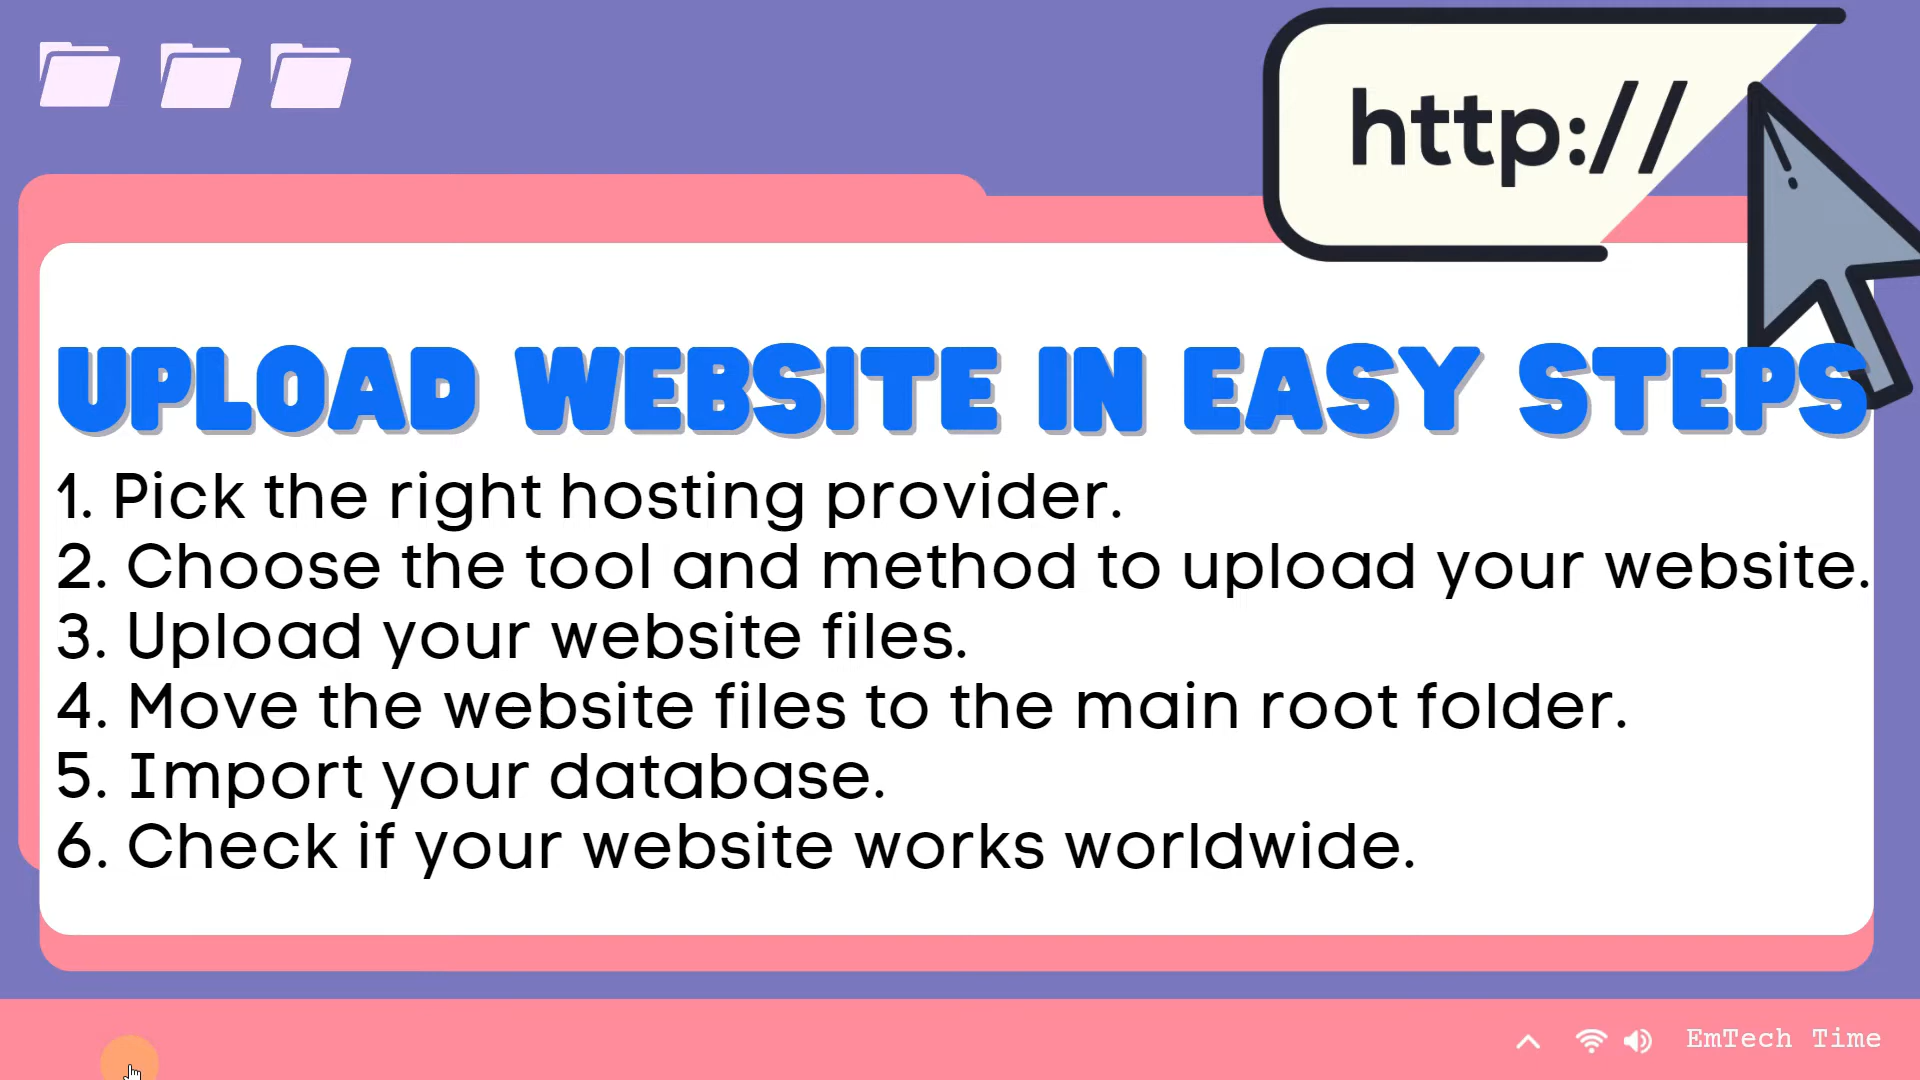 http://
UPLOAD WEBSITE IN EASY STEPS
1. Pick the right hosting provider.
2. Choose the tool and method to upload your website.
3. Upload your website files.
4. Move the website files to the main root folder.
5. Import your database.
6. Check if your website works worldwide.
EmTech Time